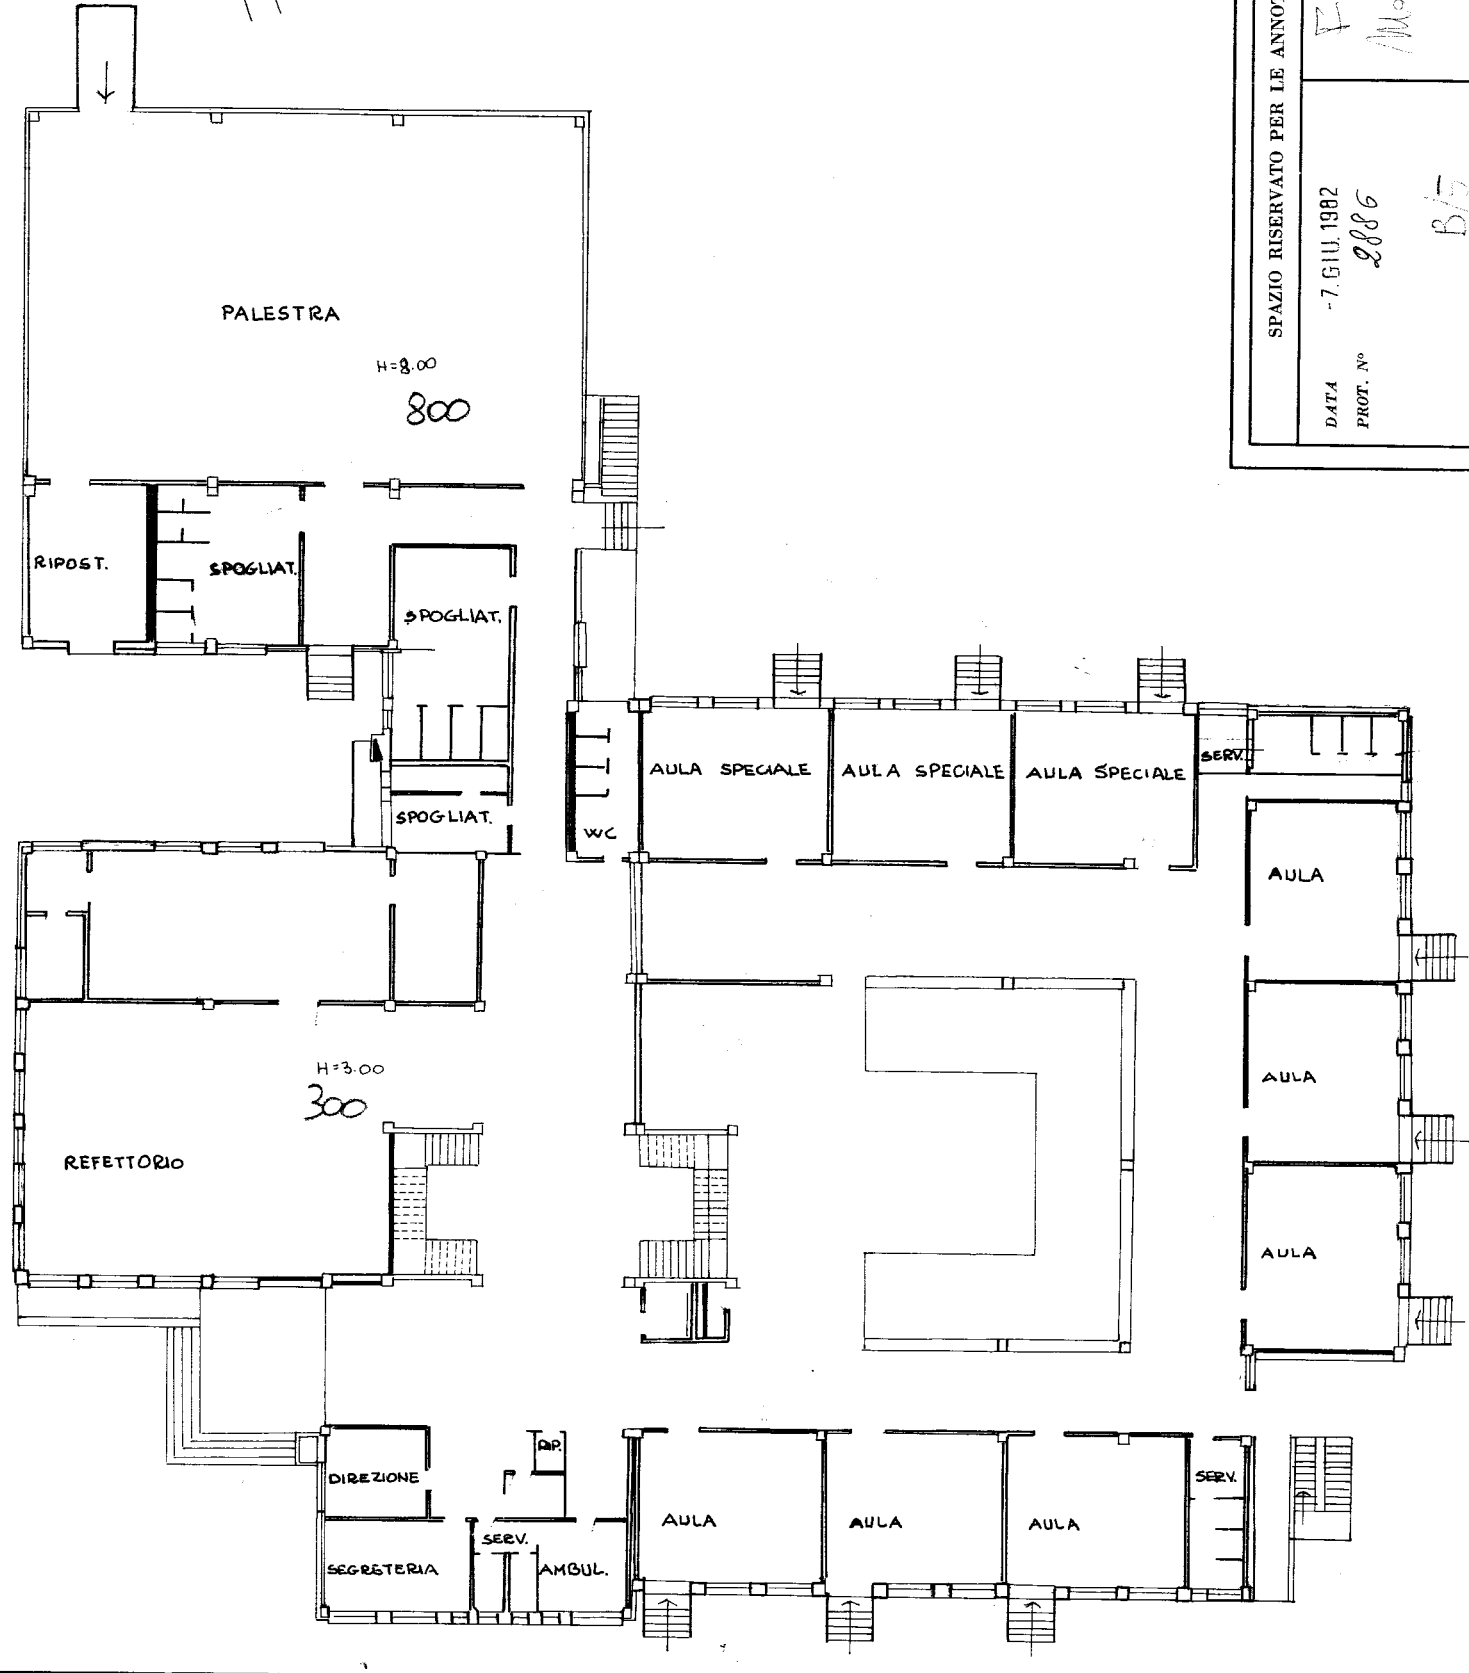 SPAZIO RISERVATO PER LE
DATA -7. GIU. 1982
PROT. N° 2886
B/5
PALESTRA
H=8.00
800
RIPOST.
SPOGLIAT.
SPOGLIAT.
SPOGLIAT.
WC
AULA SPECIALE
AULA SPECIALE
AULA SPECIALE
SERV.
AULA
AULA
AULA
H=3.00
300
REFETTORIO
DIREZIONE
RIP.
SEGRETERIA
SERV.
AMBUL.
AULA
AULA
AULA
SERV.